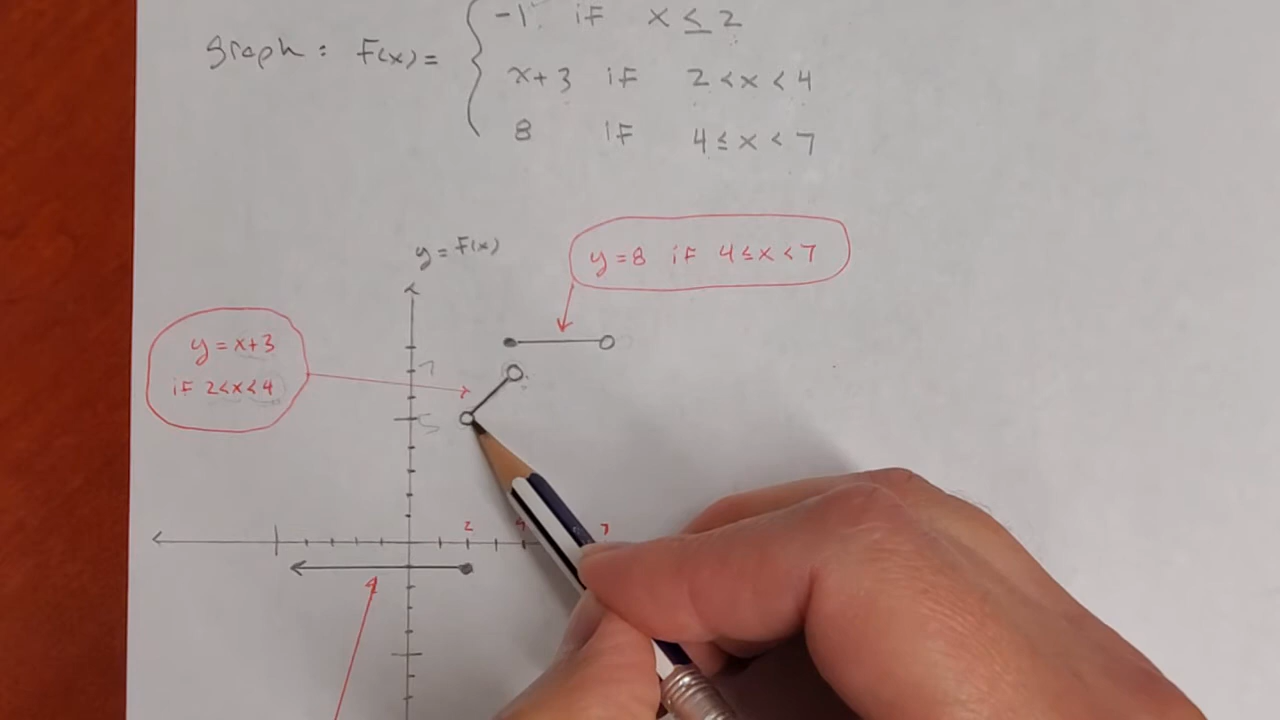 -1 if x ≤ 2
Graph: F(x)=
x+3 if 2<x<4
8 if 4≤x<7
y=F(x)
y=8 if 4≤x<7
y=x+3
if 2<x<4
7
5
2 4 7